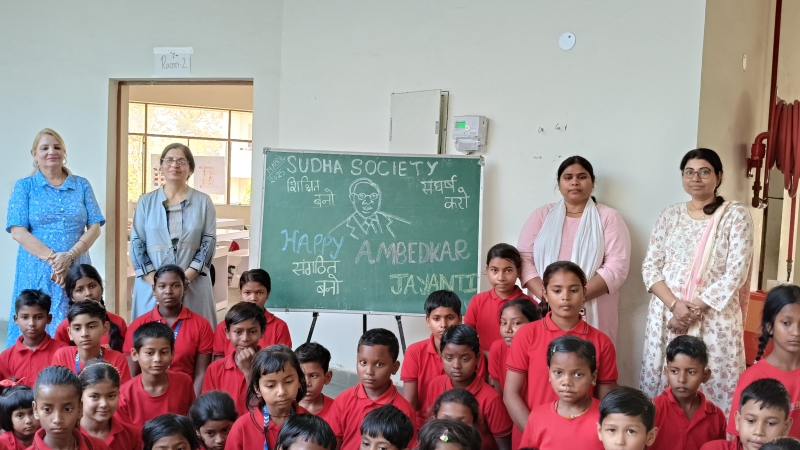 Room-2
SUDHA SOCIETY
शिक्षित
बनो
संघर्ष
करो
HAPPY AMBEDKAR
JAYANTI
संगठित
बनो